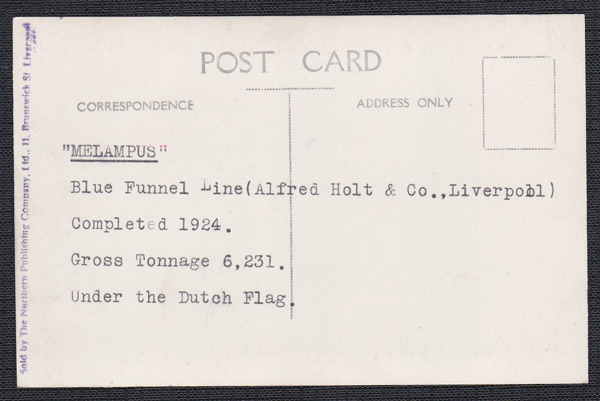 POST CARD
CORRESPONDENCE
ADDRESS ONLY
"MELAMPUS"
Blue Funnel Line(Alfred Holt & Co.,Liverpool)
Completed 1924.
Gross Tonnage 6,231.
Under the Dutch Flag.
Sold by The Northern Publishing Company, Ltd., 11, Brunswick St Liverpool